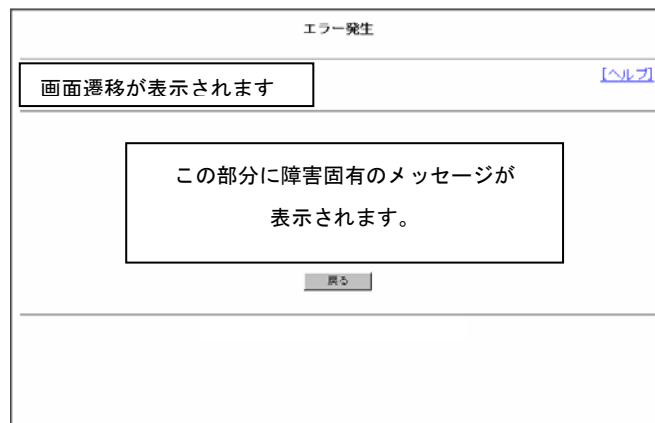 エラー発生
[ヘルプ]
画面遷移が表示されます
この部分に障害固有のメッセージが
表示されます。
戻る